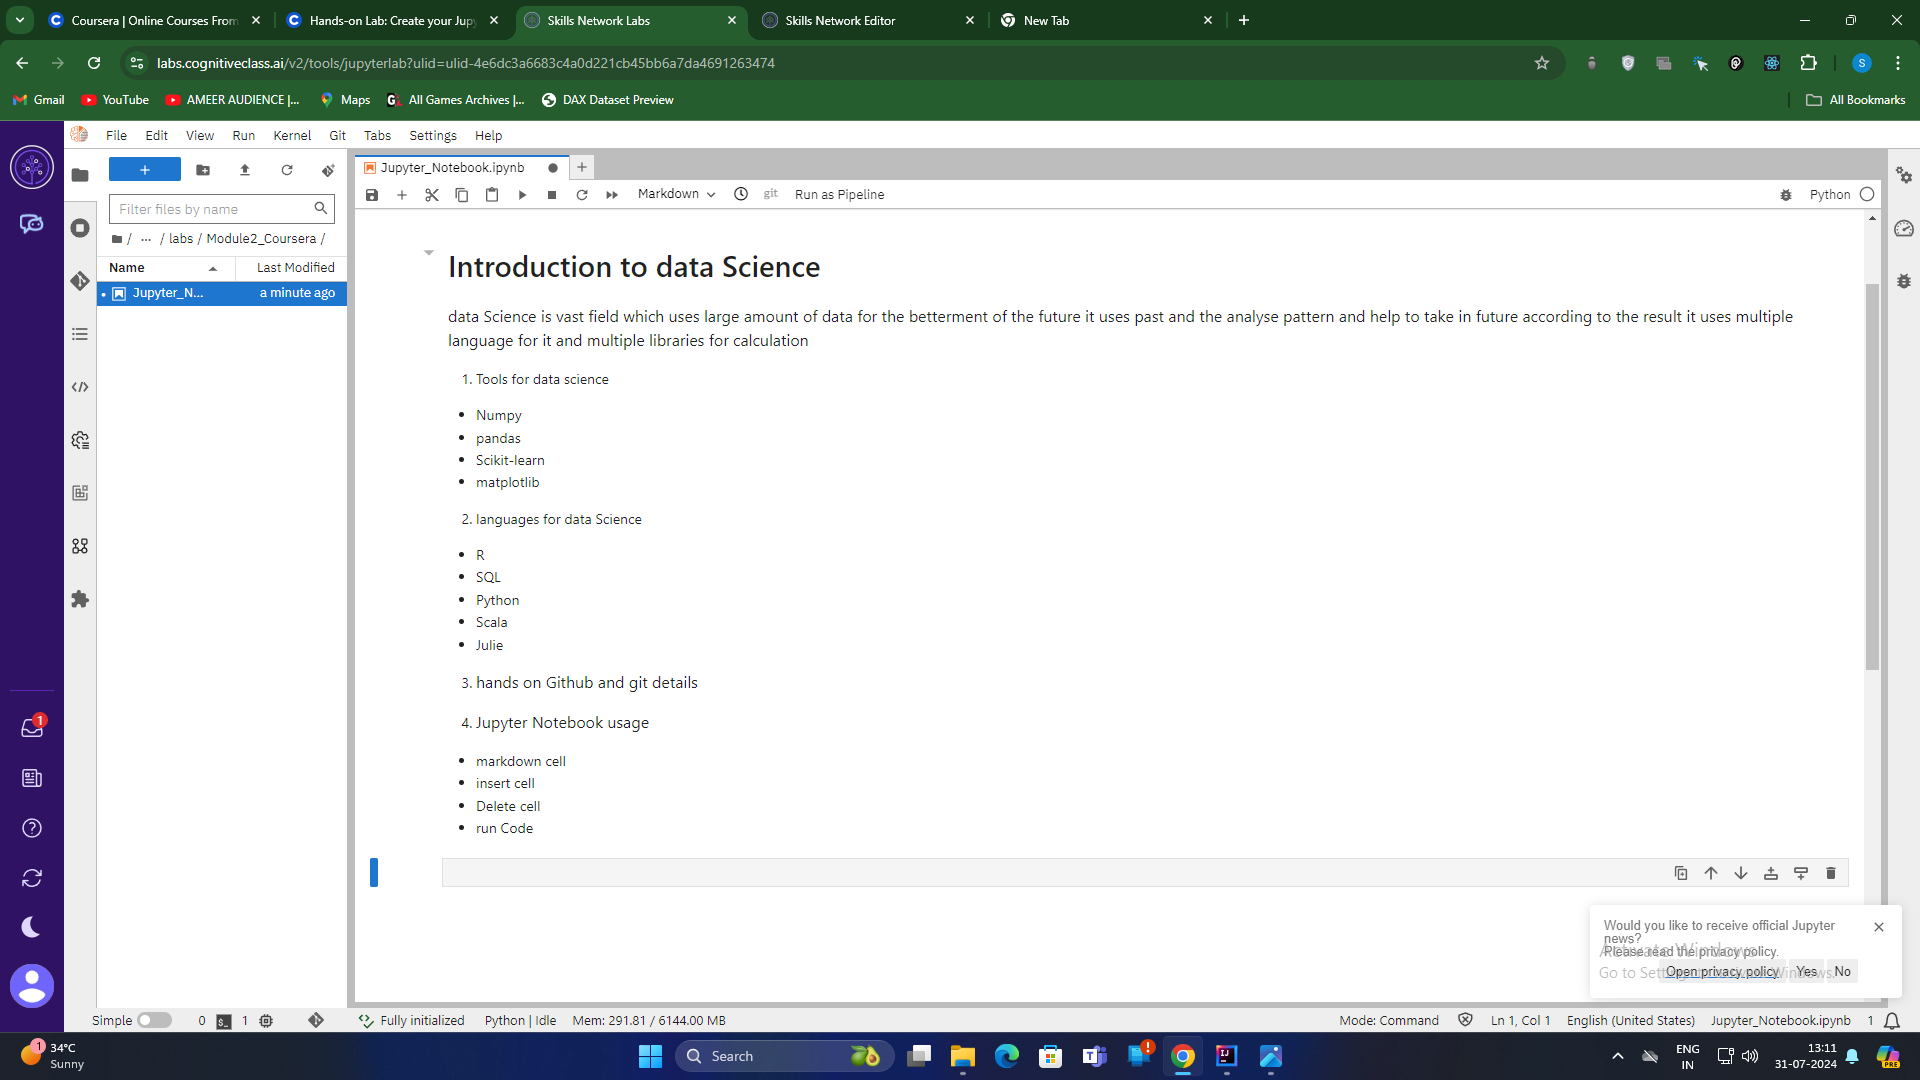 Coursera | Online Courses From
Hands-on Lab: Create your Jup
Skills Network Labs
Skills Network Editor
New Tab
labs.cognitiveclass.ai/v2/tools/jupyterlab?ulid=ulid-4e6dc3a6683c4a0d221cb45bb6a7da4691263474
S
Gmail
YouTube
AMEER AUDIENCE |...
Maps
All Games Archives |...
DAX Dataset Preview
All Bookmarks
File Edit View Run Kernel Git Tabs Settings Help
Jupyter_Notebook.ipynb
Markdown
git
Run as Pipeline
Python
Filter files by name
/ ... / labs / Module2_Coursera /
Name Last Modified
Jupyter_N... a minute ago
Introduction to data Science
data Science is vast field which uses large amount of data for the betterment of the future it uses past and the analyse pattern and help to take in future according to the result it uses multiple
language for it and multiple libraries for calculation
1. Tools for data science
• Numpy
• pandas
• Scikit-learn
• matplotlib
2. languages for data Science
• R
• SQL
• Python
• Scala
• Julie
3. hands on Github and git details
4. Jupyter Notebook usage
• markdown cell
• insert cell
• Delete cell
• run Code
1
Would you like to receive official Jupyter
news?
Please read the privacy policy.
Activate Windows
Open privacy policy Yes No
Simple 0 1 Fully initialized Python | Idle Mem: 291.81 / 6144.00 MB Mode: Command Ln 1, Col 1 English (United States) Jupyter_Notebook.ipynb 1
1
34°C
Sunny
Search
ENG
IN
13:11
31-07-2024
PRE